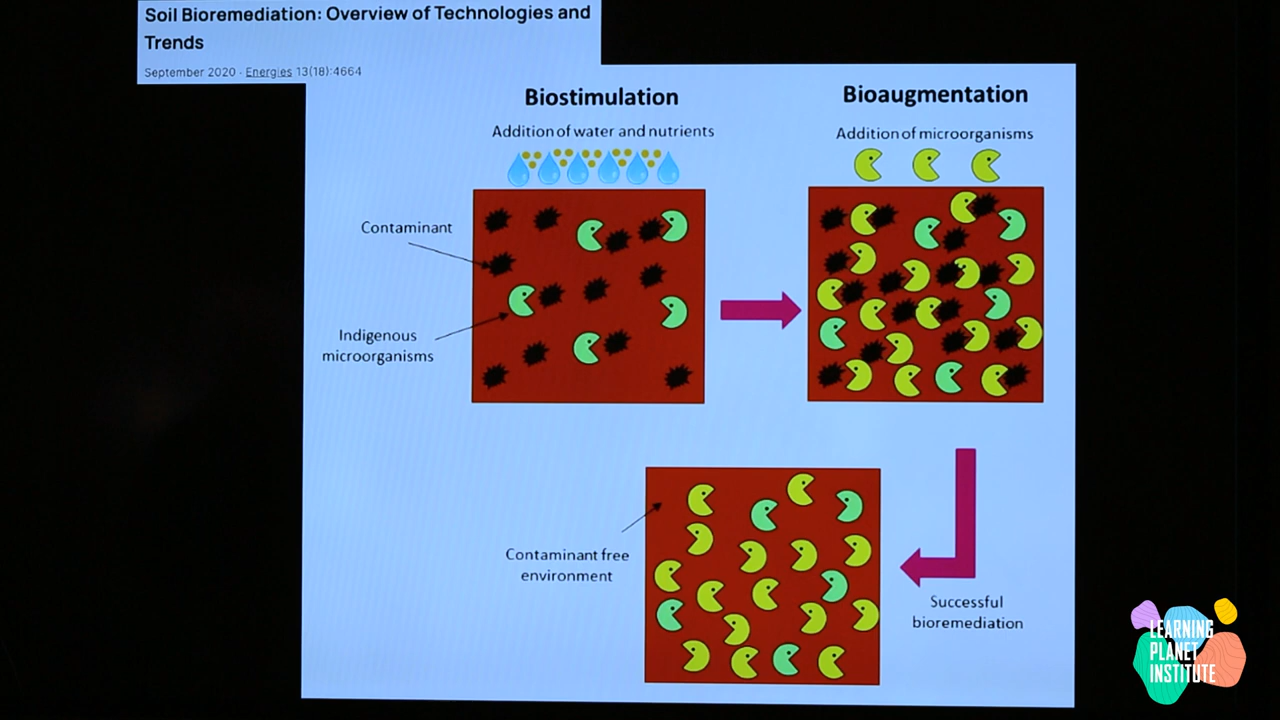 Soil Bioremediation: Overview of Technologies and
Trends
September 2020 · Energies 13(18):4664
Biostimulation
Addition of water and nutrients
Bioaugmentation
Addition of microorganisms
Contaminant
Indigenous
microorganisms
Contaminant free
environment
Successful
bioremediation
LEARNING
PLANET
INSTITUTE